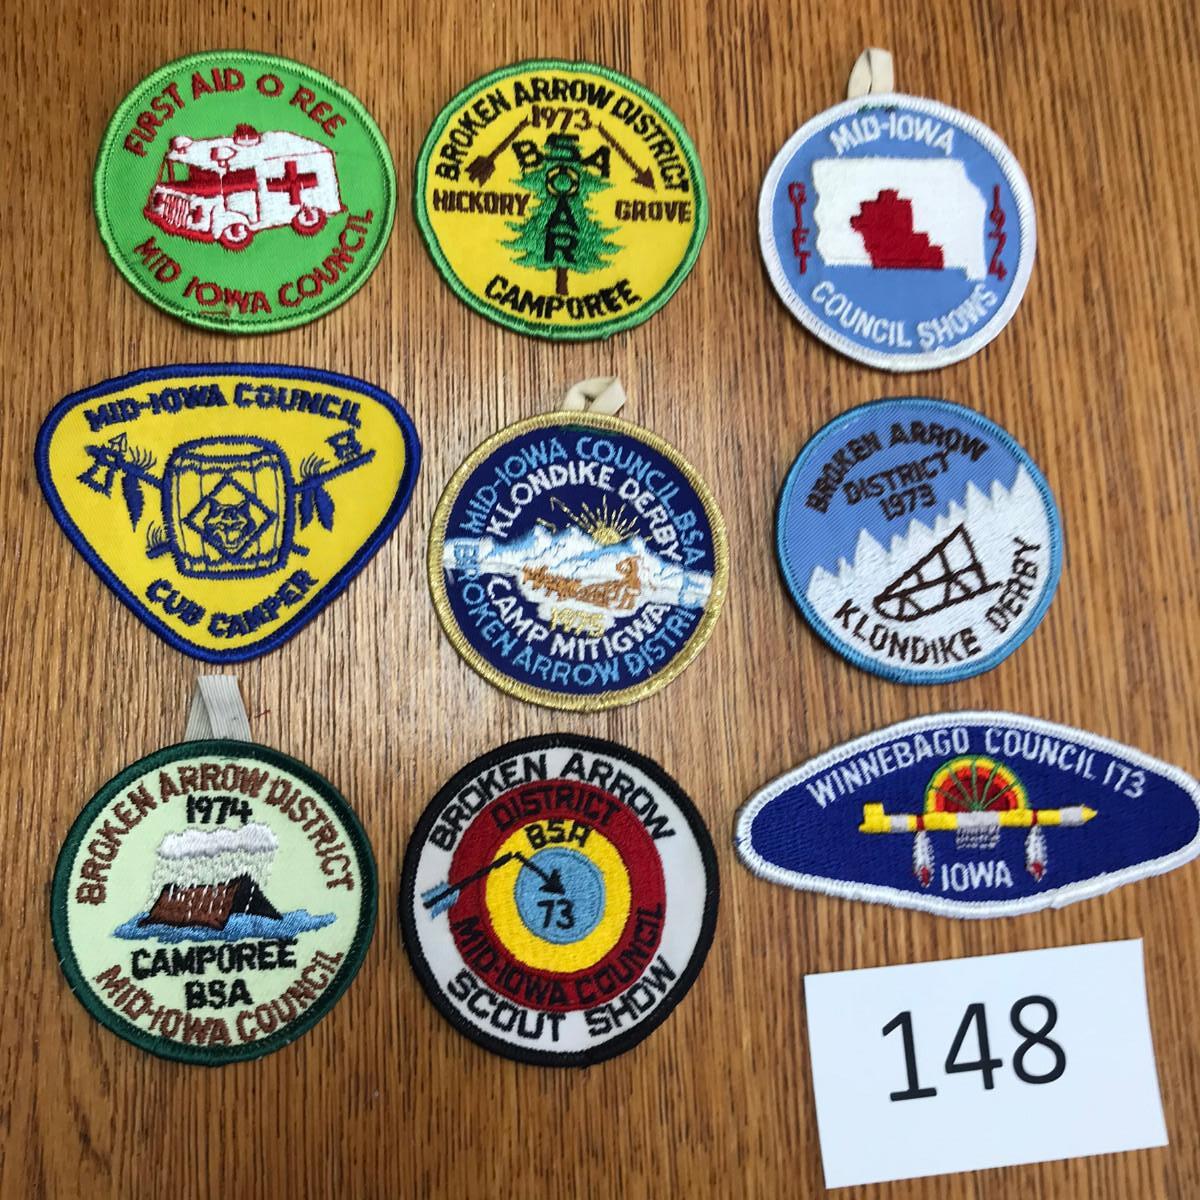 FIRST AID O REE
MID IOWA COUNCIL
BROKEN ARROW DISTRICT
1973
BSA
HICKORY GROVE
OAR
CAMPOREE
MID-IOWA
GIFT 1974
COUNCIL SHOWS
MID-IOWA COUNCIL
CUB CAMPER
MID-IOWA COUNCIL BSA
KLONDIKE DERBY
1975
CAMP MITIGWA
BROKEN ARROW DISTRICT
BROKEN ARROW
DISTRICT
1973
KLONDIKE DERBY
BROKEN ARROW DISTRICT
1974
CAMPOREE
BSA
MID-IOWA COUNCIL
BROKEN ARROW
DISTRICT
BSA
73
MID-IOWA COUNCIL
SCOUT SHOW
WINNEBAGO COUNCIL 173
IOWA
148